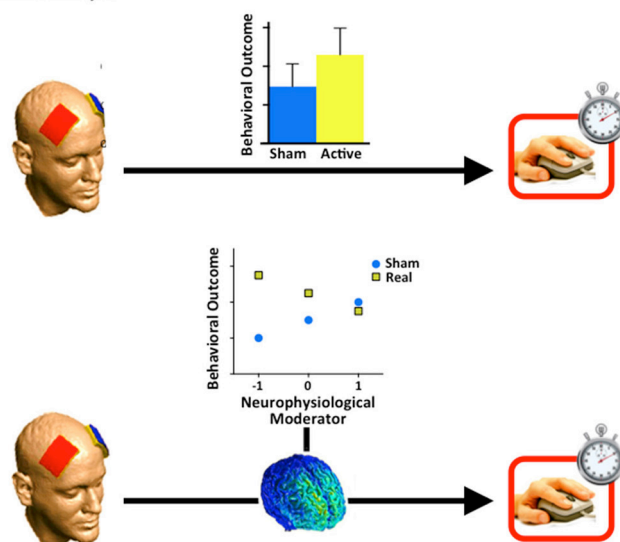 Behavioral Outcome
Sham Active
Behavioral Outcome
Sham
Real
-1 0 1
Neurophysiological
Moderator